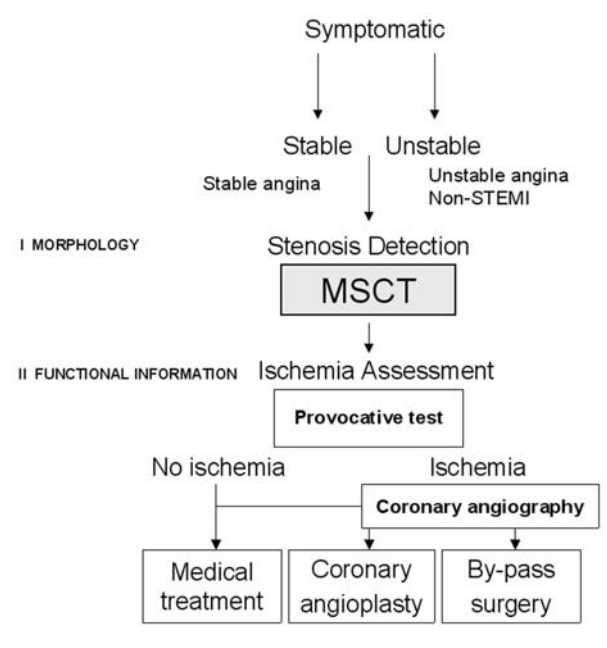 Symptomatic
Stable
Unstable
Stable angina
Unstable angina
Non-STEMI
I MORPHOLOGY
Stenosis Detection
MSCT
II FUNCTIONAL INFORMATION
Ischemia Assessment
Provocative test
No ischemia
Ischemia
Coronary angiography
Medical
treatment
Coronary
angioplasty
By-pass
surgery